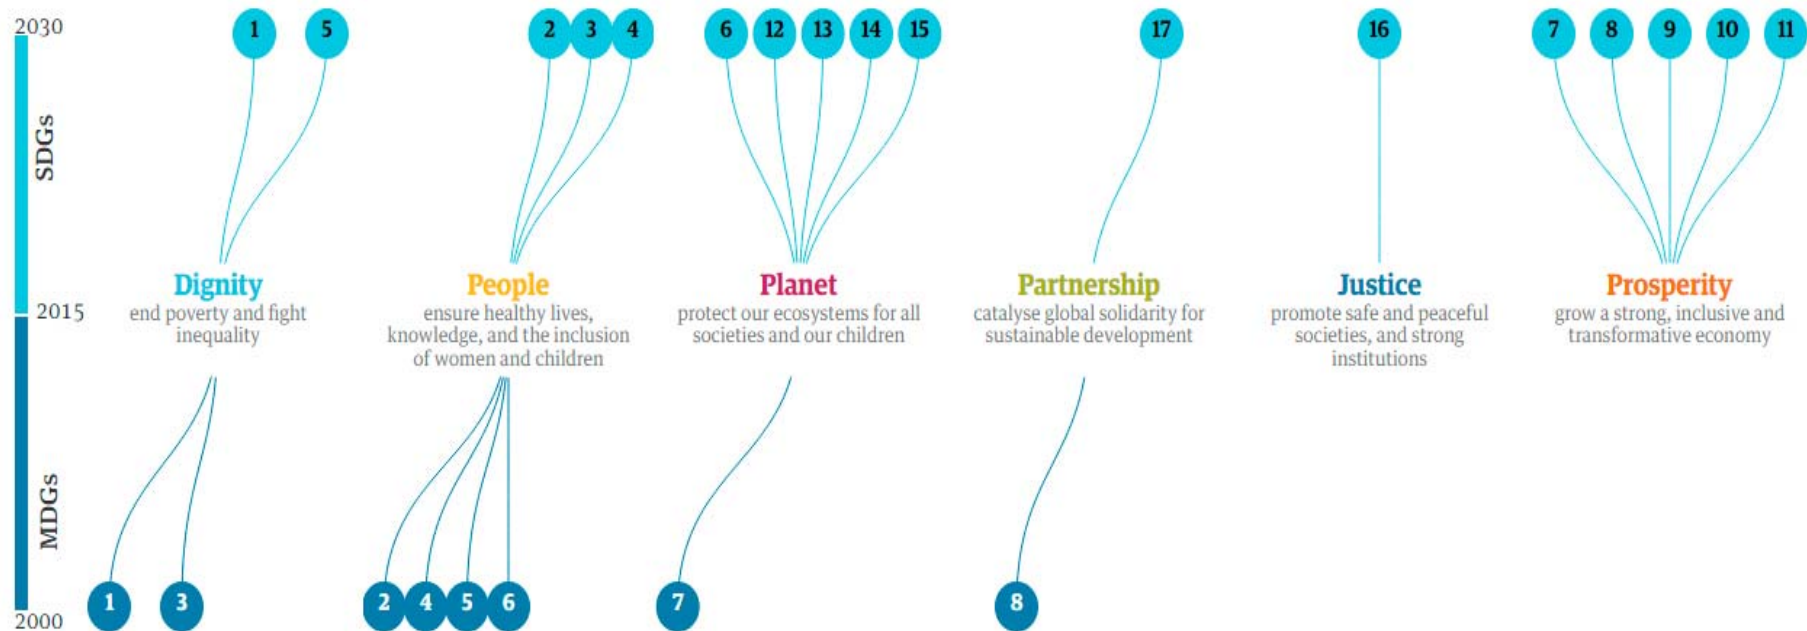 2030
1 5 2 3 4 6 12 13 14 15 17 16 7 8 9 10 11
SDGs
Dignity
end poverty and fight
inequality
People
ensure healthy lives,
knowledge, and the inclusion
of women and children
Planet
protect our ecosystems for all
societies and our children
Partnership
catalyse global solidarity for
sustainable development
Justice
promote safe and peaceful
societies, and strong
institutions
Prosperity
grow a strong, inclusive and
transformative economy
2015
MDGs
1 3 2 4 5 6 7 8
2000